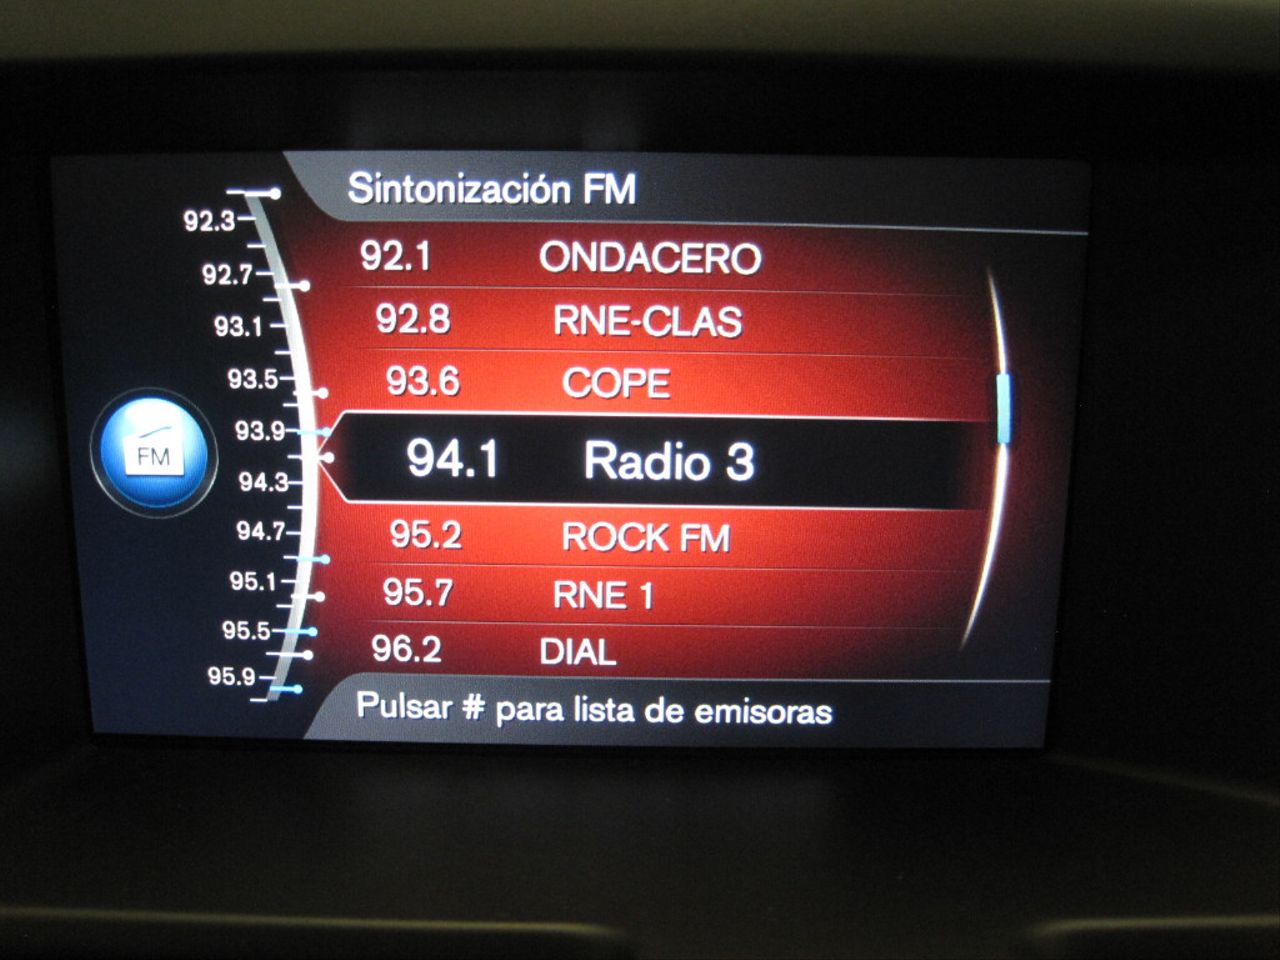 Sintonización FM
92.3
92.7
93.1
93.5
93.9
94.3
94.7
95.1
95.5
95.9
FM
92.1 ONDACERO
92.8 RNE-CLAS
93.6 COPE
94.1 Radio 3
95.2 ROCK FM
95.7 RNE 1
96.2 DIAL
Pulsar # para lista de emisoras